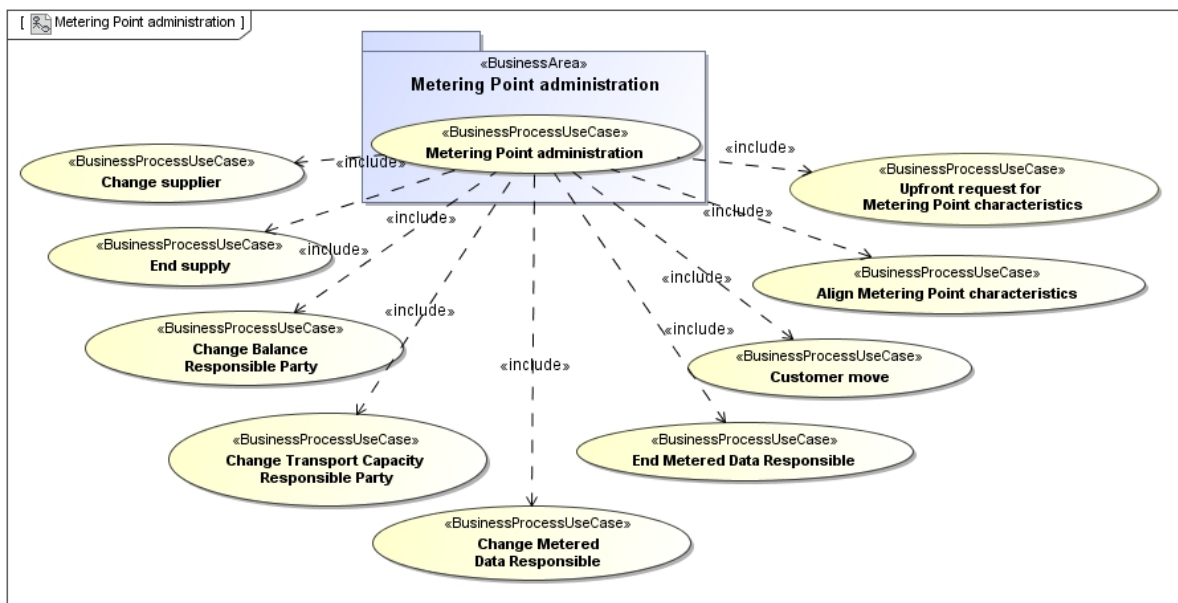 [ Metering Point administration ]
«BusinessArea»
Metering Point administration
«BusinessProcessUseCase»
Metering Point administration
«include»
«include»
«BusinessProcessUseCase»
Change supplier
«BusinessProcessUseCase»
Upfront request for
Metering Point characteristics
«include»
«include»
«BusinessProcessUseCase»
End supply
«include»
«BusinessProcessUseCase»
Align Metering Point characteristics
«include»
«BusinessProcessUseCase»
Change Balance
Responsible Party
«include»
«include»
«BusinessProcessUseCase»
Customer move
«include»
«BusinessProcessUseCase»
Change Transport Capacity
Responsible Party
«BusinessProcessUseCase»
End Metered Data Responsible
«BusinessProcessUseCase»
Change Metered
Data Responsible